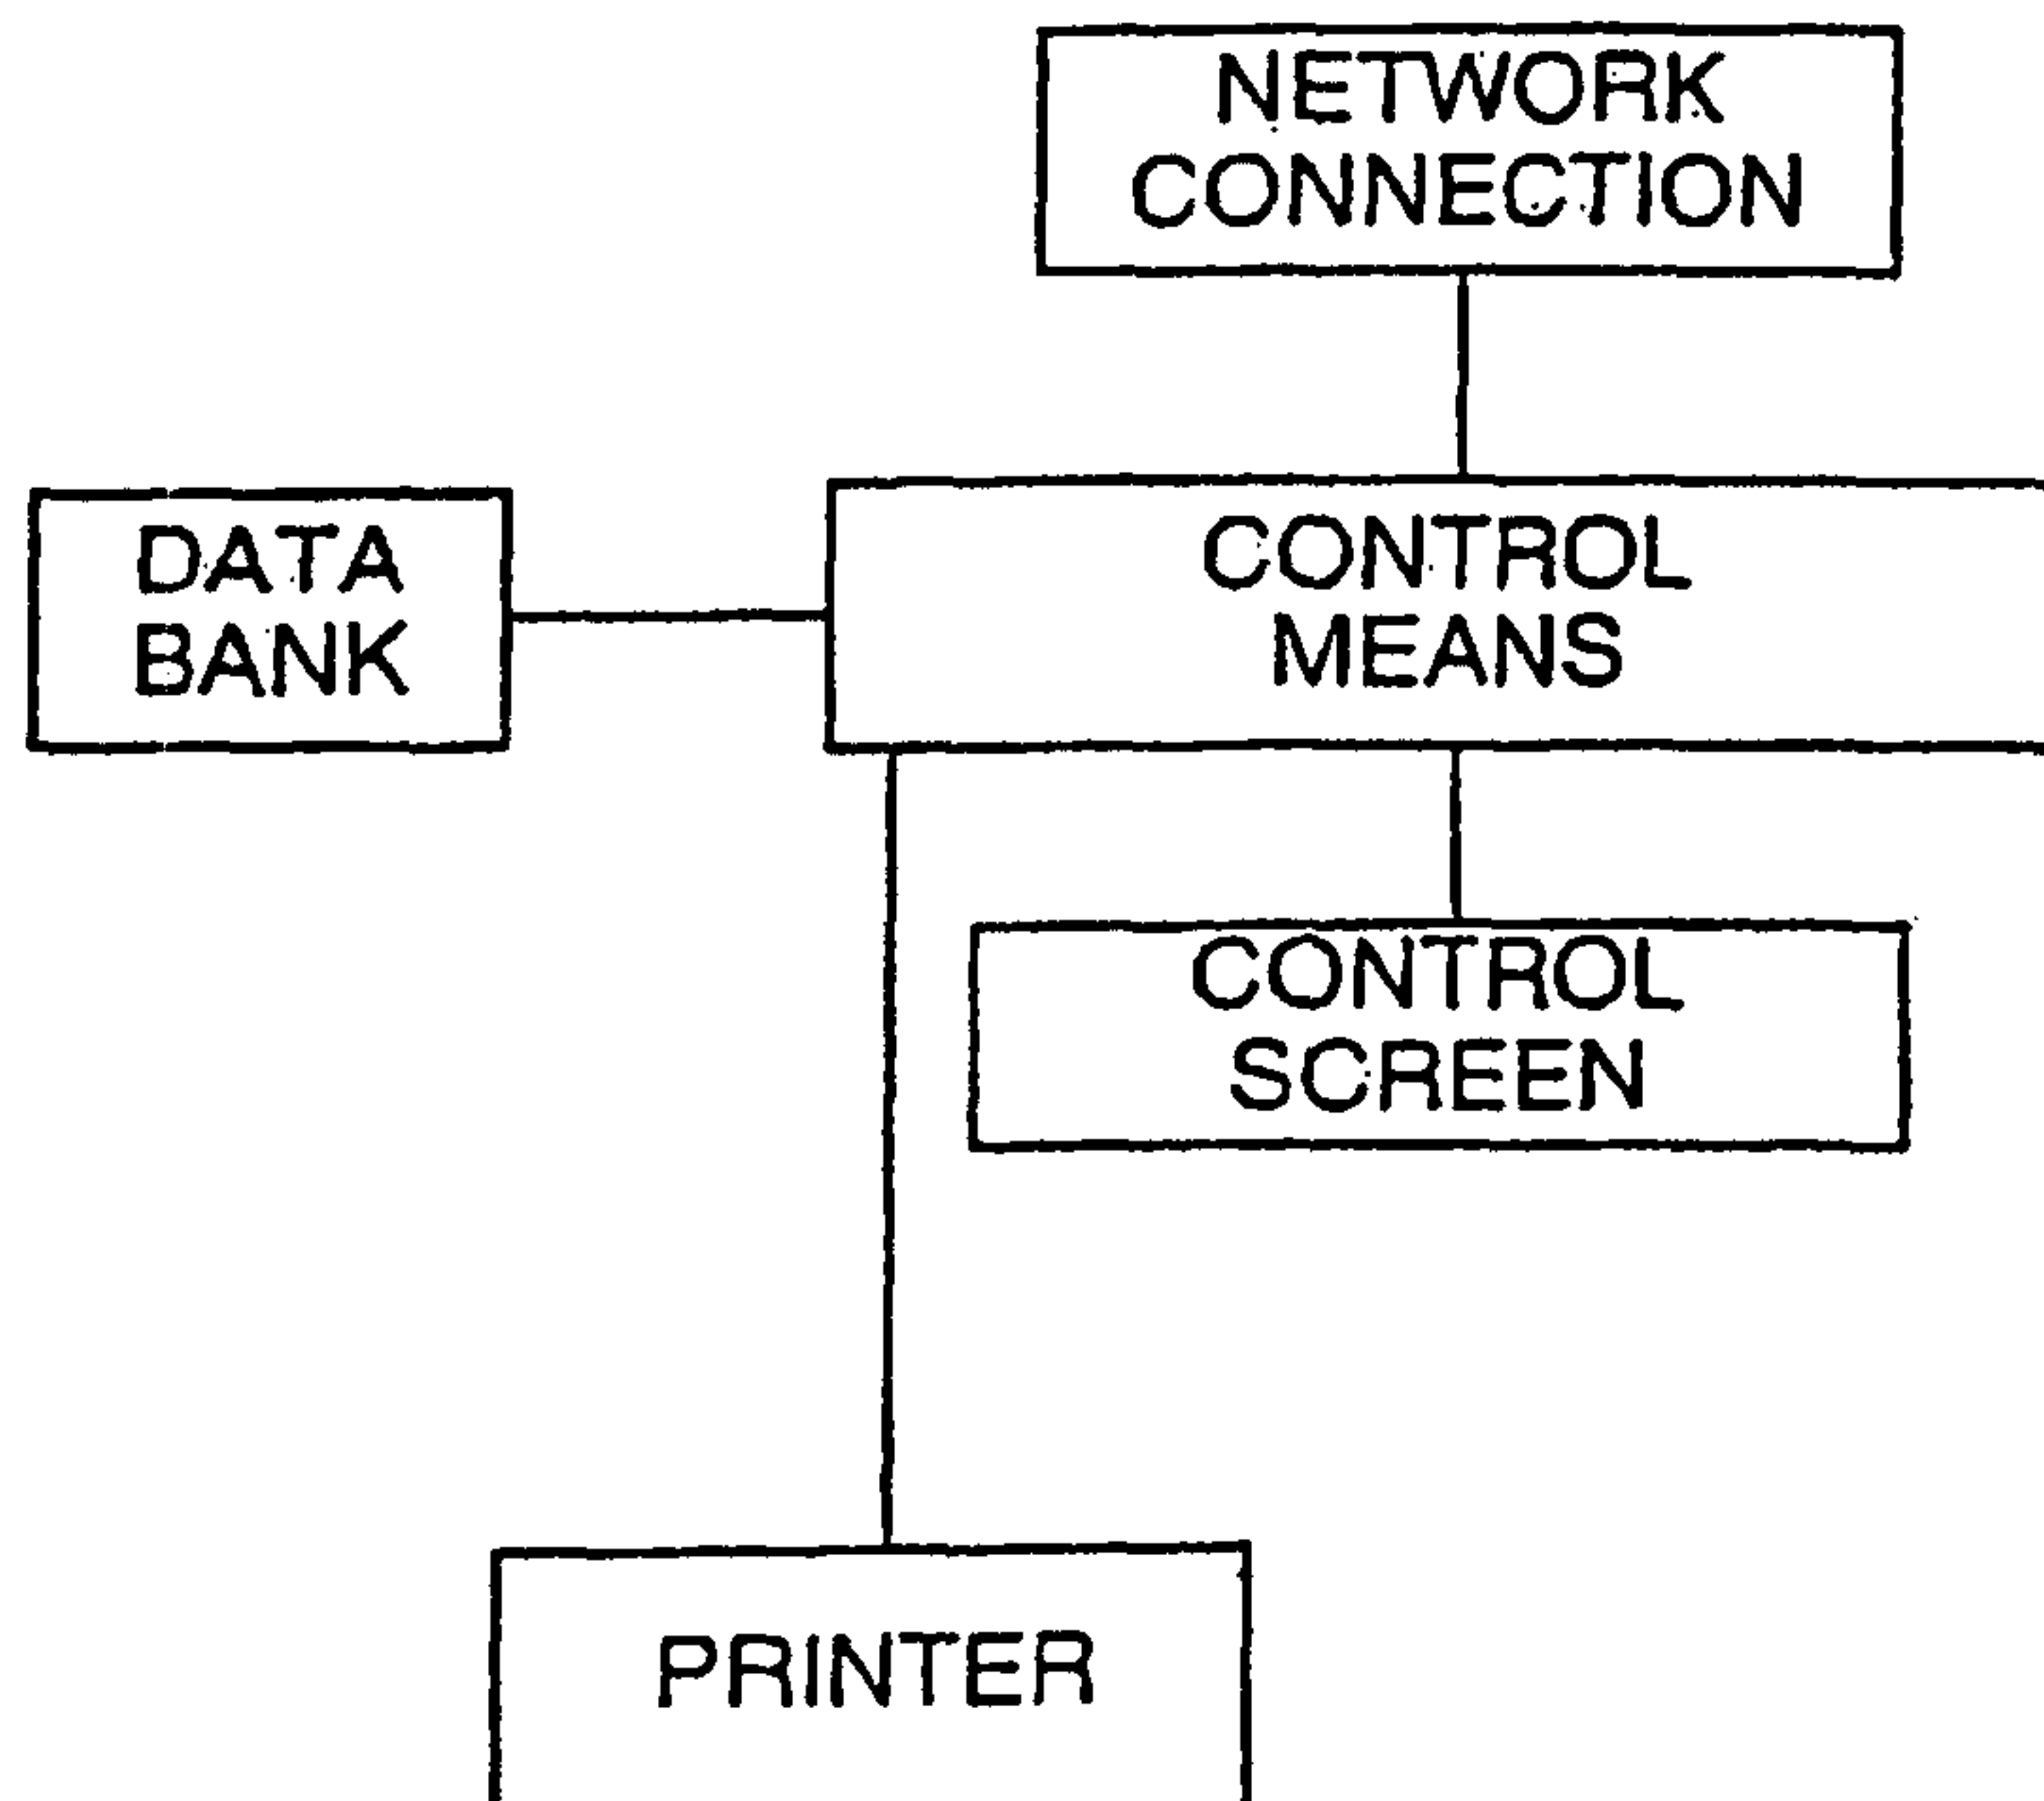 NETWORK
CONNECTION
DATA
BANK
CONTROL
MEANS
CONTROL
SCREEN
PRINTER